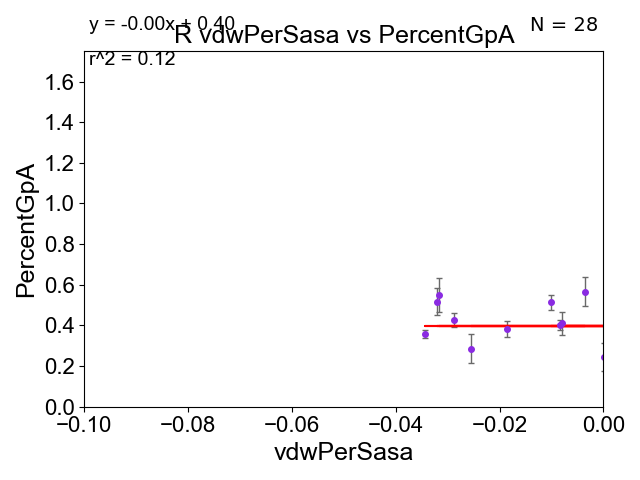 y = -0.00x + 0.40
R vdwPerSasa vs PercentGpA
N = 28
r^2 = 0.12
PercentGpA
1.6
1.4
1.2
1.0
0.8
0.6
0.4
0.2
0.0
−0.10 −0.08 −0.06 −0.04 −0.02 0.00
vdwPerSasa